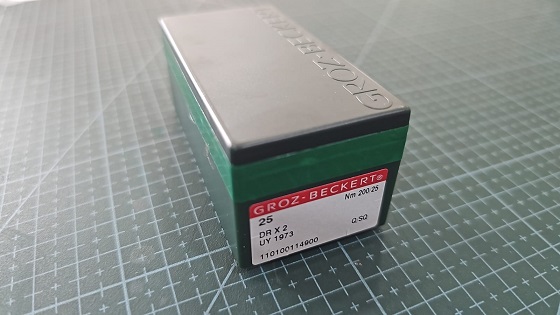 GROZ-BECKERT
GROZ-BECKERT®
Nm 200/25
25
DR X 2
UY 1973
Q/SQ
110100114900